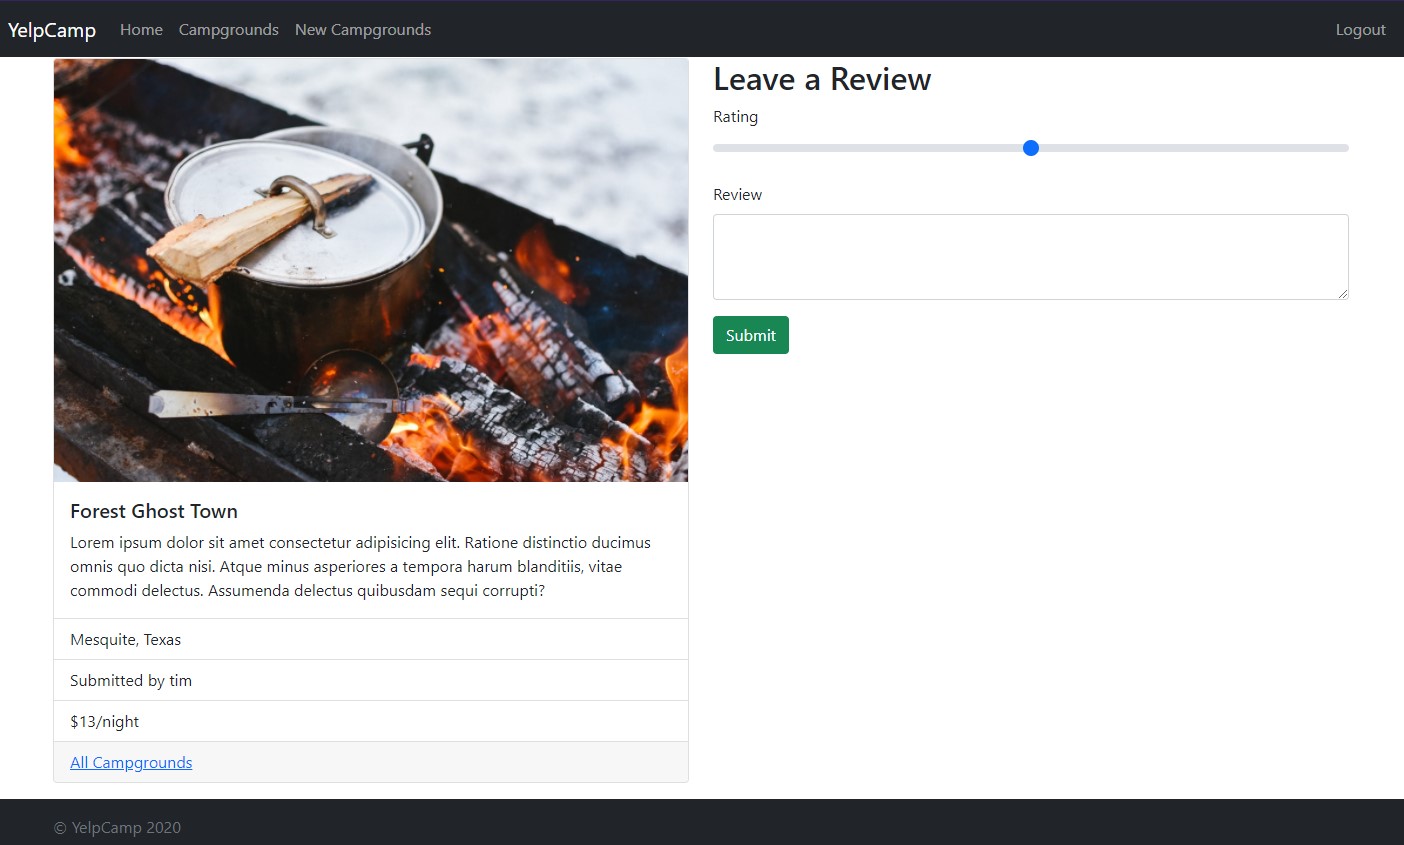 YelpCamp Home Campgrounds New Campgrounds Logout
Forest Ghost Town
Lorem ipsum dolor sit amet consectetur adipisicing elit. Ratione distinctio ducimus
omnis quo dicta nisi. Atque minus asperiores a tempora harum blanditiis, vitae
commodi delectus. Assumenda delectus quibusdam sequi corrupti?
Mesquite, Texas
Submitted by tim
$13/night
All Campgrounds
Leave a Review
Rating
Review
Submit
© YelpCamp 2020